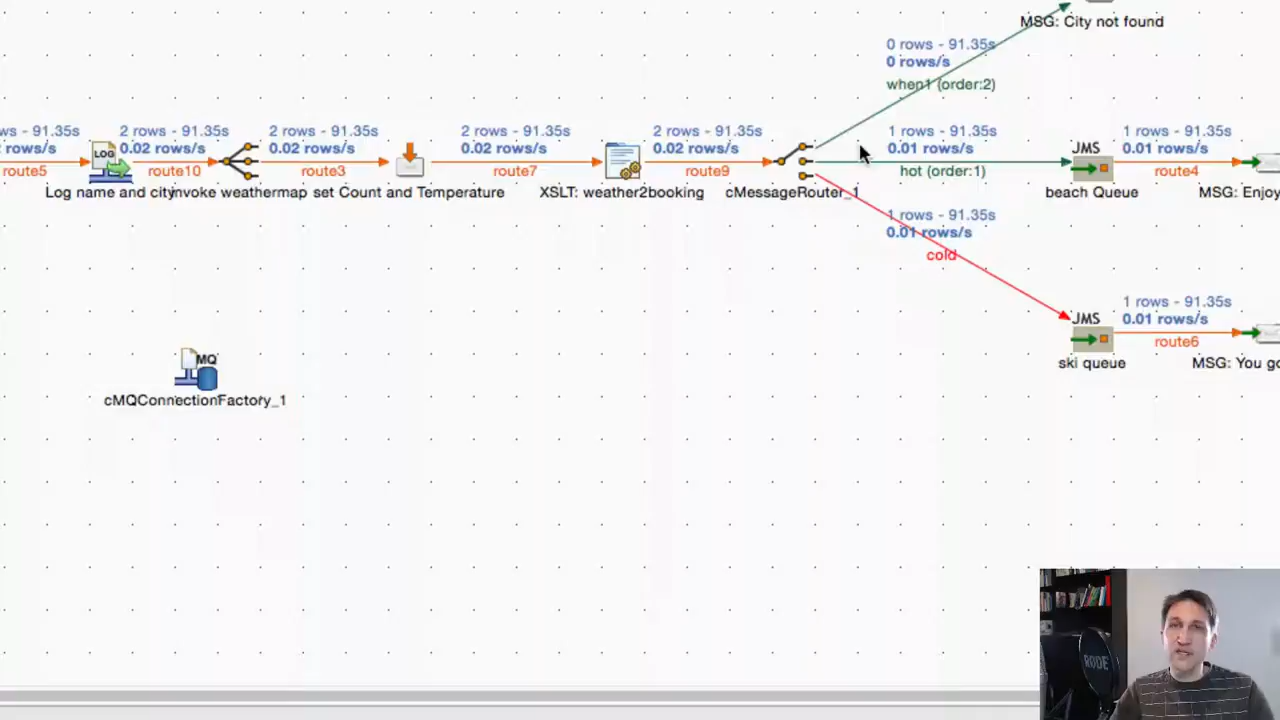 MSG: City not found
0 rows - 91.35s
0 rows/s
when1 (order:2)
ws - 91.35s
rows/s
route5
LOG
Log name and city
2 rows - 91.35s
0.02 rows/s
route10
invoke weathermap
2 rows - 91.35s
0.02 rows/s
route3
set Count and Temperature
2 rows - 91.35s
0.02 rows/s
route7
XSLT: weather2booking
2 rows - 91.35s
0.02 rows/s
route9
cMessageRouter_1
1 rows - 91.35s
0.01 rows/s
hot (order:1)
JMS
beach Queue
1 rows - 91.35s
0.01 rows/s
route4
MSG: Enjoy
1 rows - 91.35s
0.01 rows/s
cold
JMS
ski queue
1 rows - 91.35s
0.01 rows/s
route6
MSG: You go
MQ
cMQConnectionFactory_1
RODE